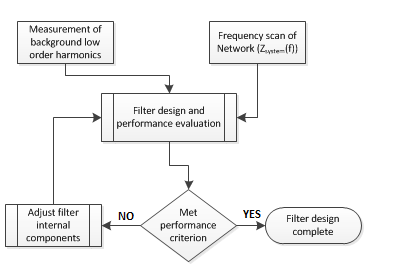 Measurement of
background low
order harmonics
Frequency scan of
Network (Zsystem(f))
Filter design and
performance evaluation
Adjust filter
internal
components
NO
Met
performance
criterion
YES
Filter design
complete